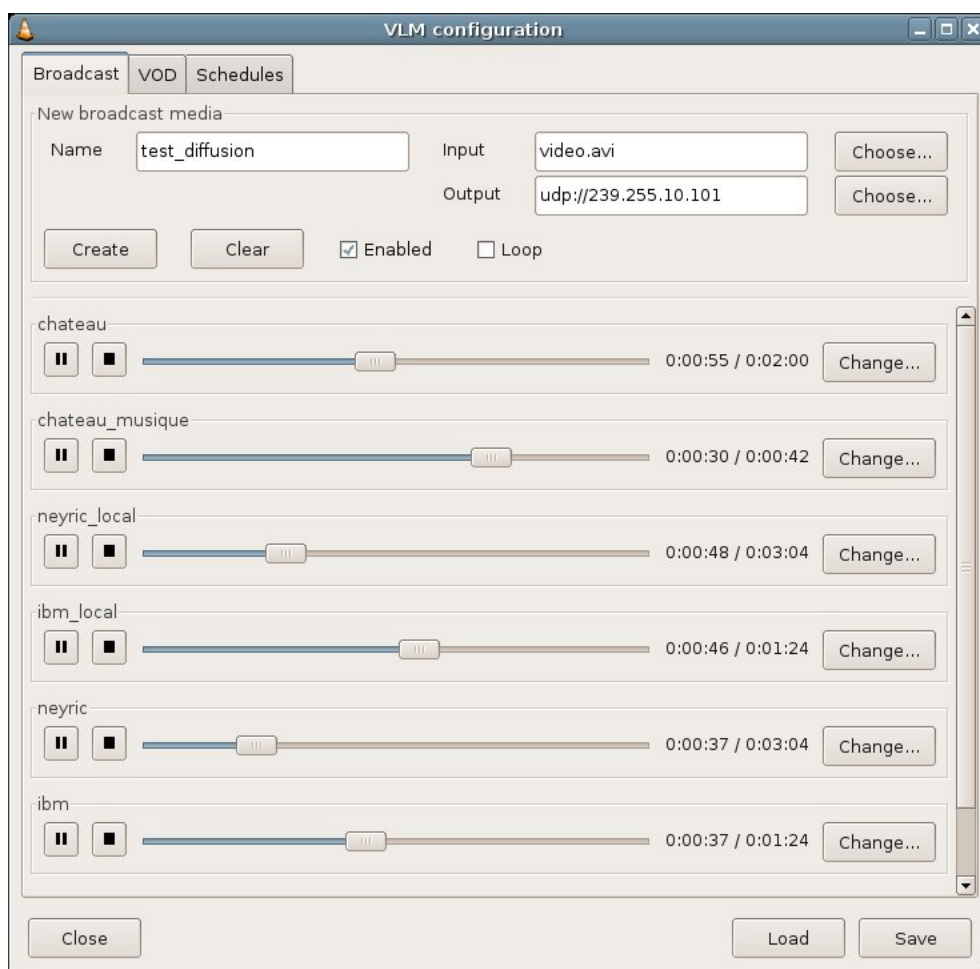 VLM configuration
Broadcast VOD Schedules
New broadcast media
Name test_diffusion Input video.avi Choose...
Output udp://239.255.10.101 Choose...
Create Clear Enabled Loop
chateau
0:00:55 / 0:02:00 Change...
chateau_musique
0:00:30 / 0:00:42 Change...
neyric_local
0:00:48 / 0:03:04 Change...
ibm_local
0:00:46 / 0:01:24 Change...
neyric
0:00:37 / 0:03:04 Change...
ibm
0:00:37 / 0:01:24 Change...
Close Load Save